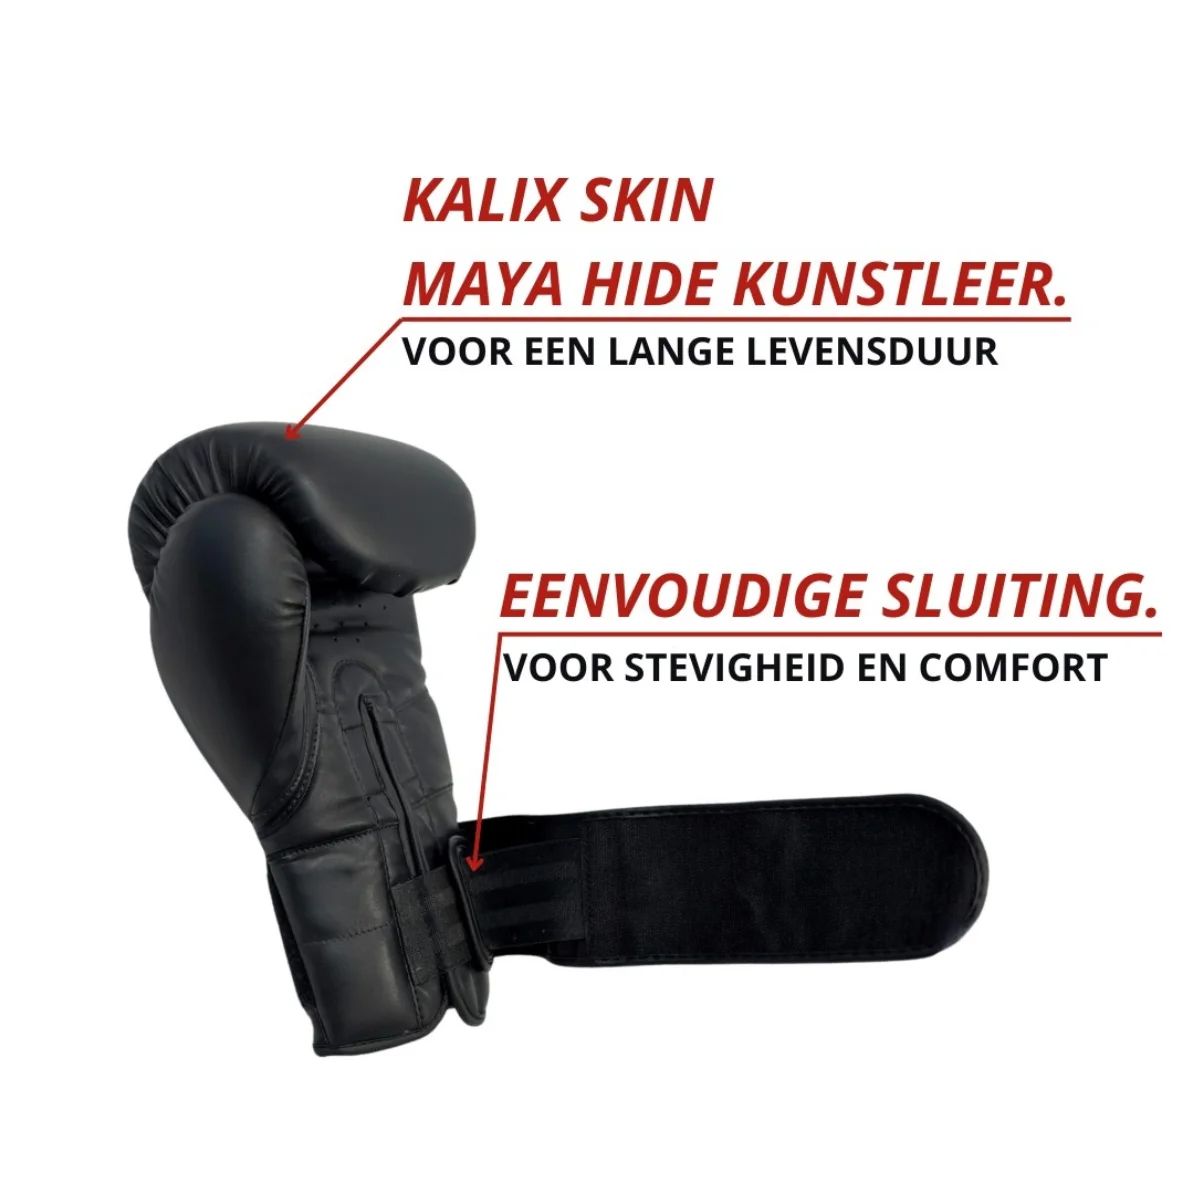 KALIX SKIN
MAYA HIDE KUNSTLEER.
VOOR EEN LANGE LEVENSDUUR
EENVOUDIGE SLUITING.
VOOR STEVIGHEID EN COMFORT